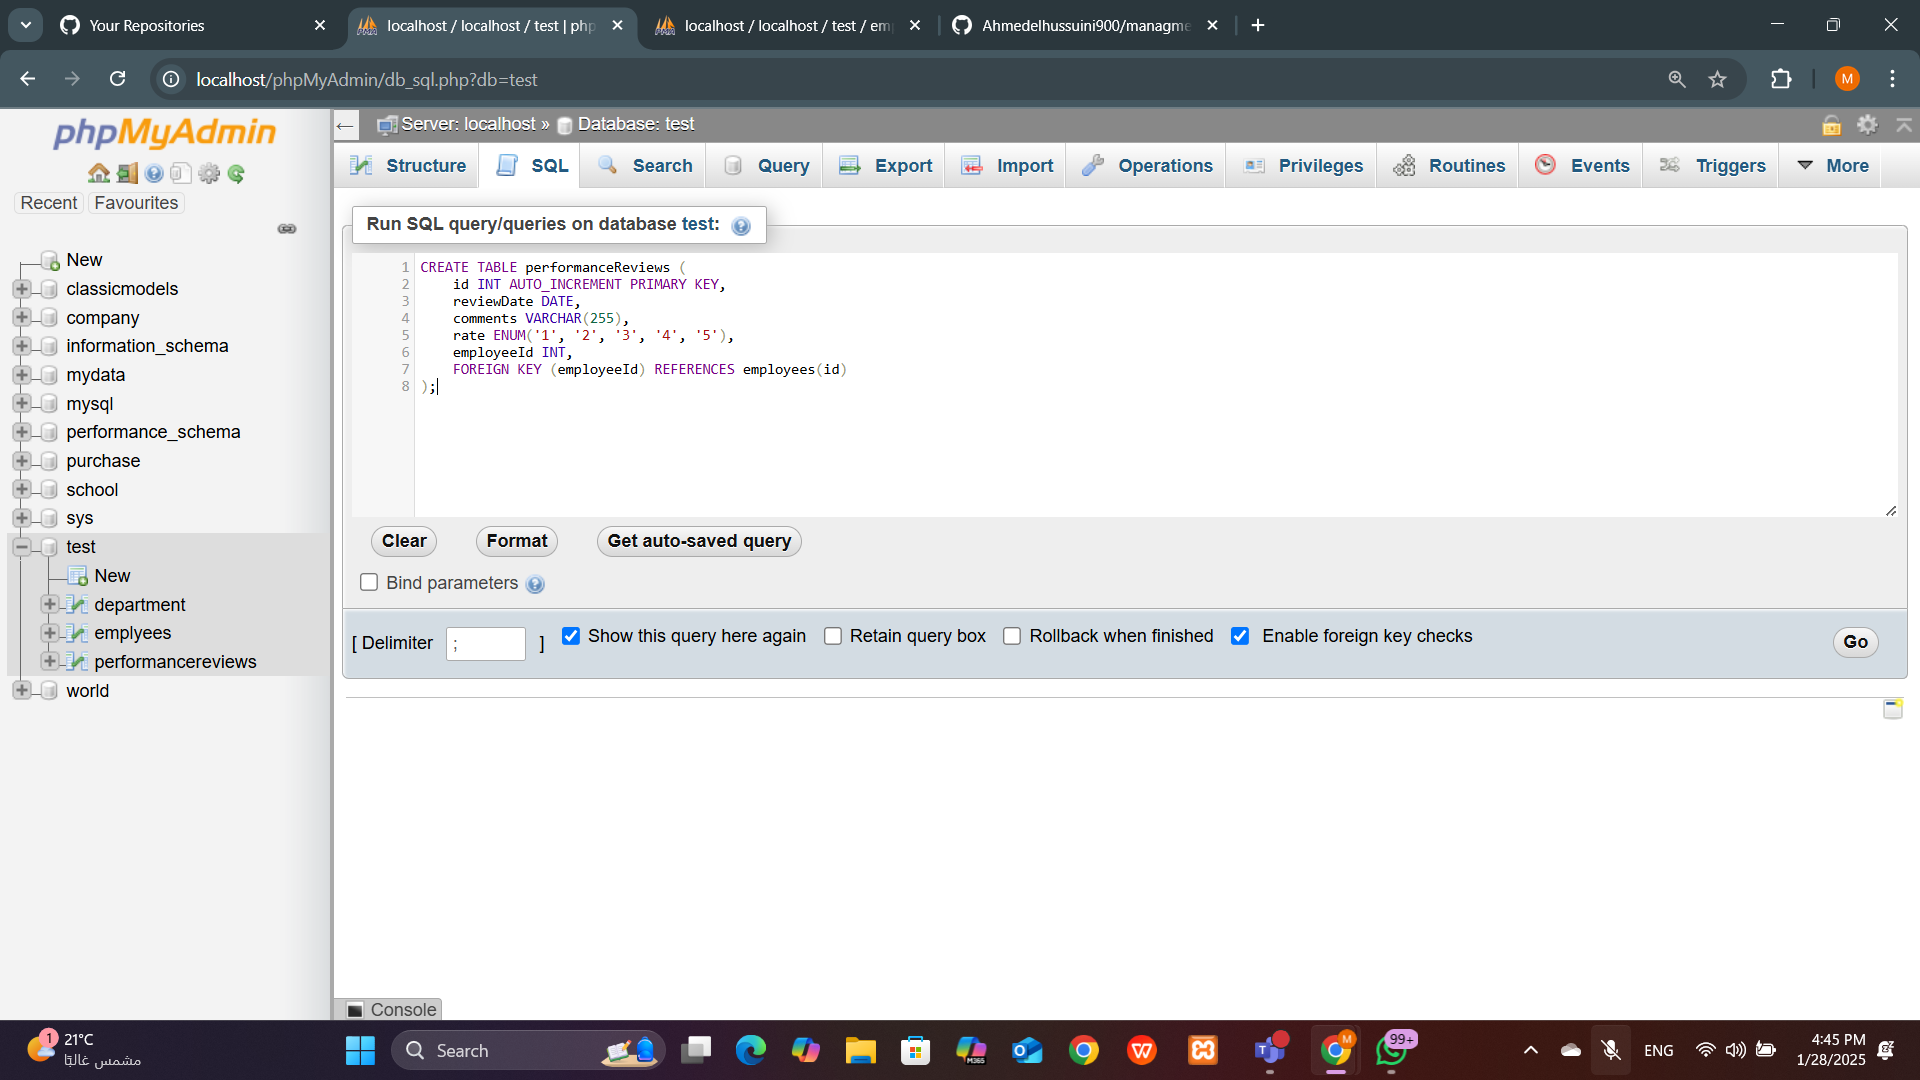 Your Repositories
localhost / localhost / test | php
localhost / localhost / test / em
Ahmedelhussuini900/managme
localhost/phpMyAdmin/db_sql.php?db=test
M
phpMyAdmin
Recent
Favourites
New
classicmodels
company
information_schema
mydata
mysql
performance_schema
purchase
school
sys
test
New
department
emplyees
performancereviews
world
Server: localhost »
Database: test
Structure
SQL
Search
Query
Export
Import
Operations
Privileges
Routines
Events
Triggers
More
Run SQL query/queries on database test:
1 CREATE TABLE performanceReviews (
2 id INT AUTO_INCREMENT PRIMARY KEY,
3 reviewDate DATE,
4 comments VARCHAR(255),
5 rate ENUM('1', '2', '3', '4', '5'),
6 employeeId INT,
7 FOREIGN KEY (employeeId) REFERENCES employees(id)
8 );
Clear
Format
Get auto-saved query
Bind parameters
[ Delimiter ; ]
Show this query here again
Retain query box
Rollback when finished
Enable foreign key checks
Go
Console
1
21°C
مشمس غالبًا
Search
M365
M
99+
ENG
4:45 PM
1/28/2025